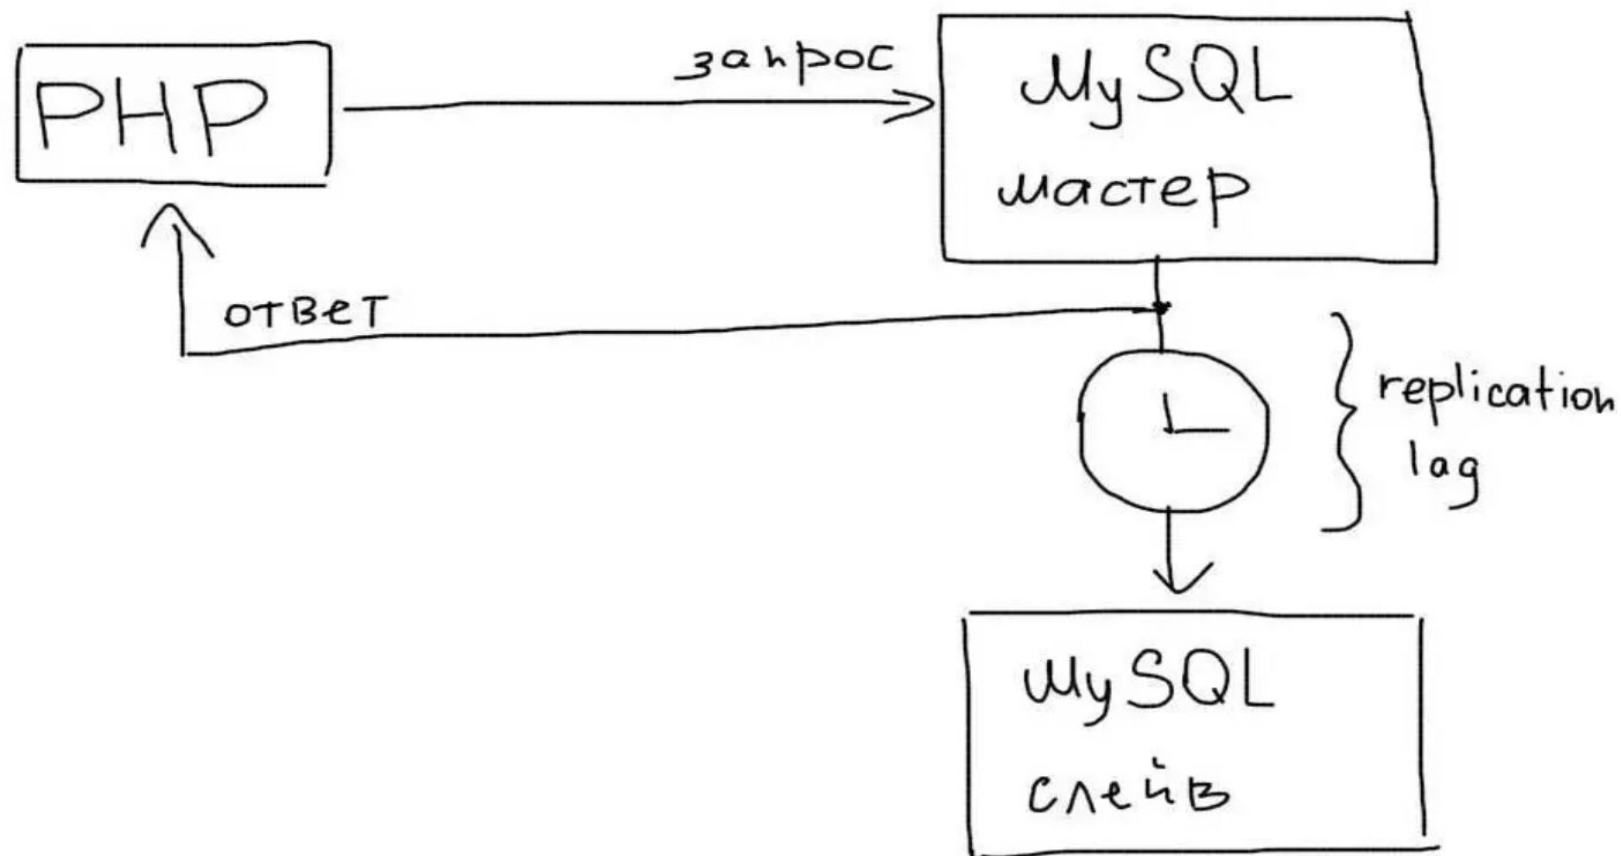 PHP
запрос
MySQL
мастер
ответ
replication
lag
MySQL
слейв